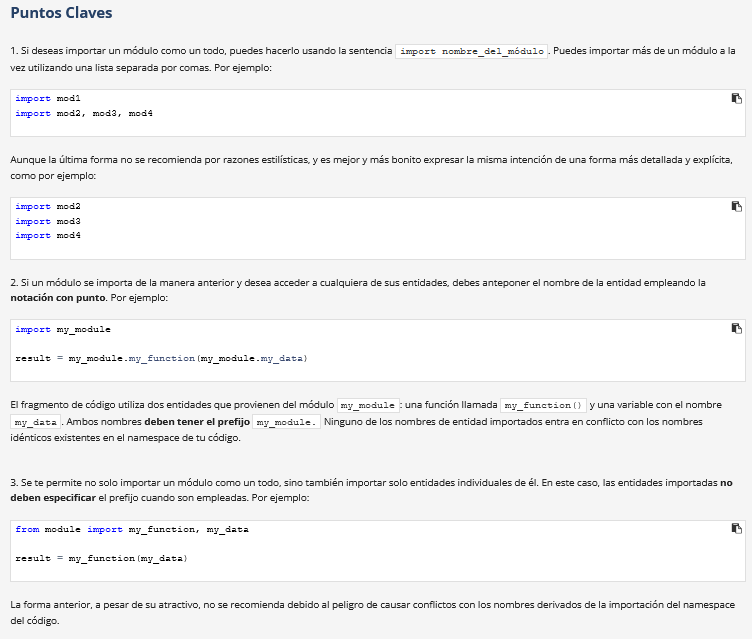 Puntos Claves
1. Si deseas importar un módulo como un todo, puedes hacerlo usando la sentencia import nombre_del_módulo. Puedes importar más de un módulo a la
vez utilizando una lista separada por comas. Por ejemplo:
import mod1
import mod2, mod3, mod4
Aunque la última forma no se recomienda por razones estilísticas, y es mejor y más bonito expresar la misma intención de una forma más detallada y explícita,
como por ejemplo:
import mod2
import mod3
import mod4
2. Si un módulo se importa de la manera anterior y desea acceder a cualquiera de sus entidades, debes anteponer el nombre de la entidad empleando la
notación con punto. Por ejemplo:
import my_module
result = my_module.my_function(my_module.my_data)
El fragmento de código utiliza dos entidades que provienen del módulo my_module: una función llamada my_function() y una variable con el nombre
my_data. Ambos nombres deben tener el prefijo my_module. Ninguno de los nombres de entidad importados entra en conflicto con los nombres
idénticos existentes en el namespace de tu código.
3. Se te permite no solo importar un módulo como un todo, sino también importar solo entidades individuales de él. En este caso, las entidades importadas no
deben especificar el prefijo cuando son empleadas. Por ejemplo:
from module import my_function, my_data
result = my_function(my_data)
La forma anterior, a pesar de su atractivo, no se recomienda debido al peligro de causar conflictos con los nombres derivados de la importación del namespace
del código.